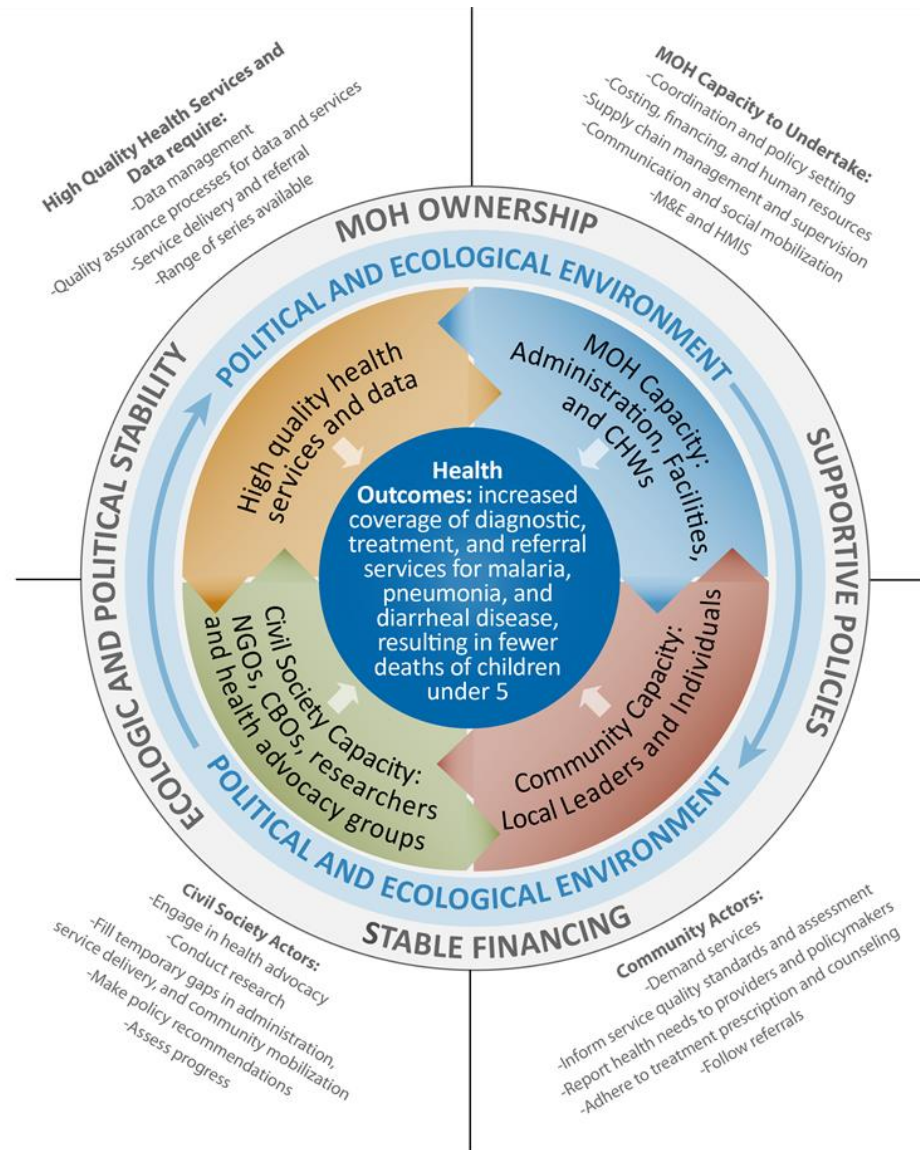 High Quality Health Services and
Data require:
-Data management
-Quality assurance processes for data and services
-Service delivery and referral
-Range of series available
MOH Capacity to Undertake:
-Coordination and policy setting
-Costing, financing, and human resources
-Supply chain management and supervision
-Communication and social mobilization
-M&E and HMIS
MOH OWNERSHIP
SUPPORTIVE POLICIES
STABLE FINANCING
ECOLOGIC AND POLITICAL STABILITY
POLITICAL AND ECOLOGICAL ENVIRONMENT
POLITICAL AND ECOLOGICAL ENVIRONMENT
High quality health
services and data
MOH Capacity:
Administration, Facilities,
and CHWs
Health
Outcomes: increased
coverage of diagnostic,
treatment, and referral
services for malaria,
pneumonia, and
diarrheal disease,
resulting in fewer
deaths of children
under 5
Civil Society Capacity:
NGOs, CBOs, researchers
and health advocacy groups
Community Capacity:
Local Leaders and Individuals
Civil Society Actors:
-Engage in health advocacy
-Conduct research
-Fill temporary gaps in administration,
service delivery, and community mobilization
-Make policy recommendations
-Assess progress
Community Actors:
-Demand services
-Inform service quality standards and assessment
-Report health needs to providers and policymakers
-Adhere to treatment prescription and counseling
-Follow referrals